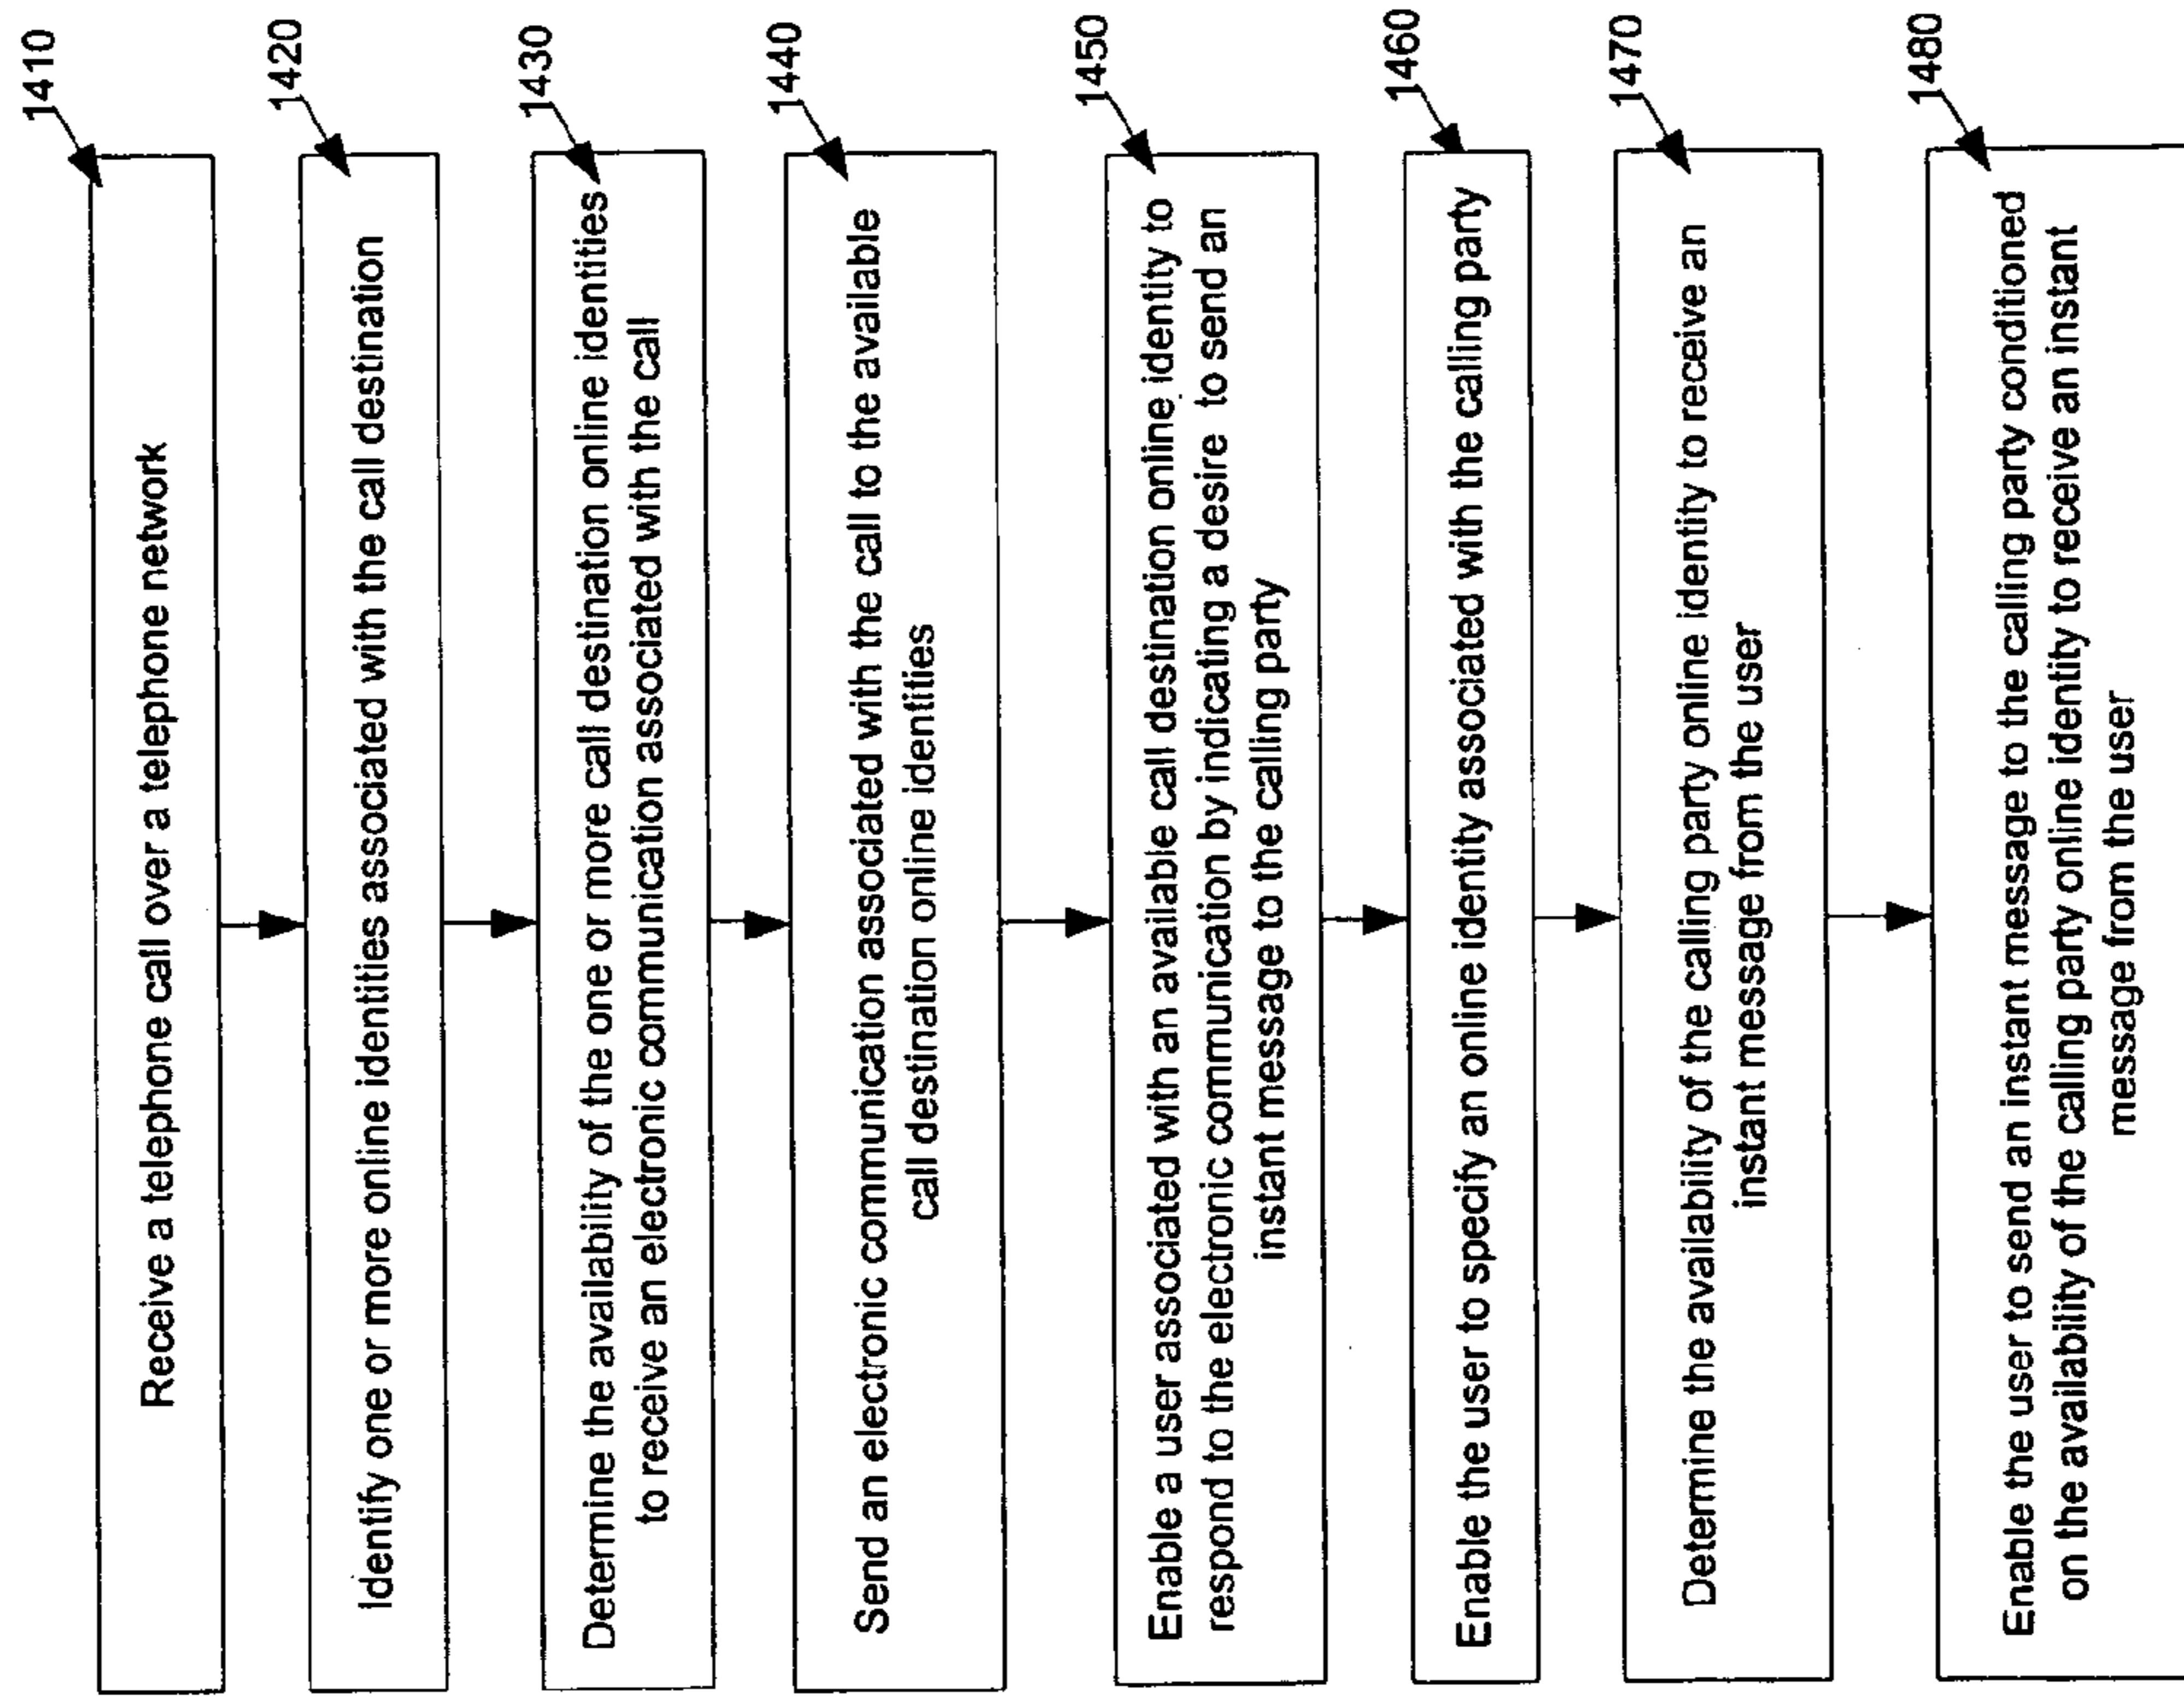 1410
Receive a telephone call over a telephone network
1420
Identify one or more online identities associated with the call destination
1430
Determine the availability of the one or more call destination online identities
to receive an electronic communication associated with the call
1440
Send an electronic communication associated with the call to the available
call destination online identities
1450
Enable a user associated with an available call destination online identity to
respond to the electronic communication by indicating a desire to send an
instant message to the calling party
1460
Enable the user to specify an online identity associated with the calling party
1470
Determine the availability of the calling party online identity to receive an
instant message from the user
1480
Enable the user to send an instant message to the calling party conditioned
on the availability of the calling party online identity to receive an instant
message from the user